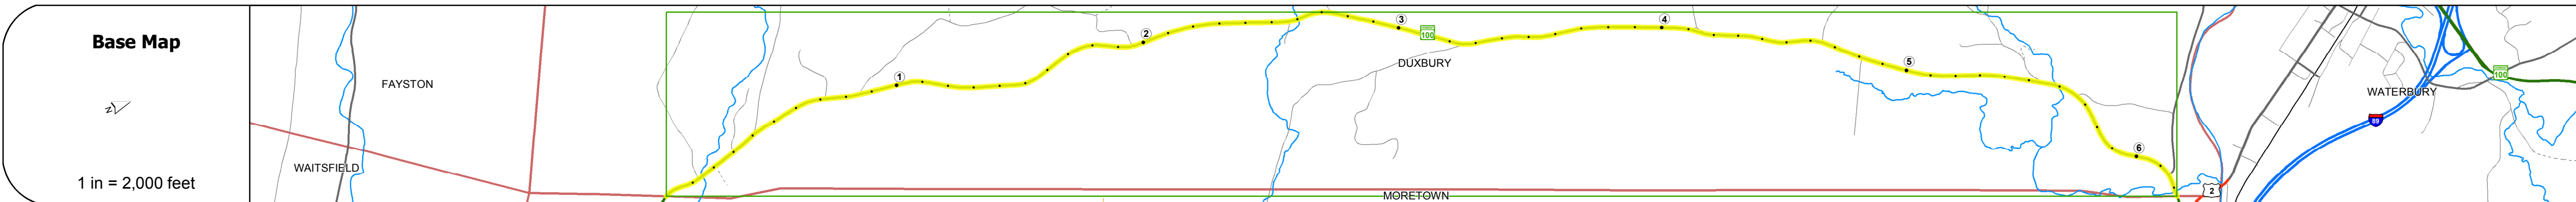 Base Map
N
1 in = 2,000 feet
FAYSTON
WAITSFIELD
1
2
3
100
DUXBURY
4
5
6
MORETOWN
2
WATERBURY
89
100